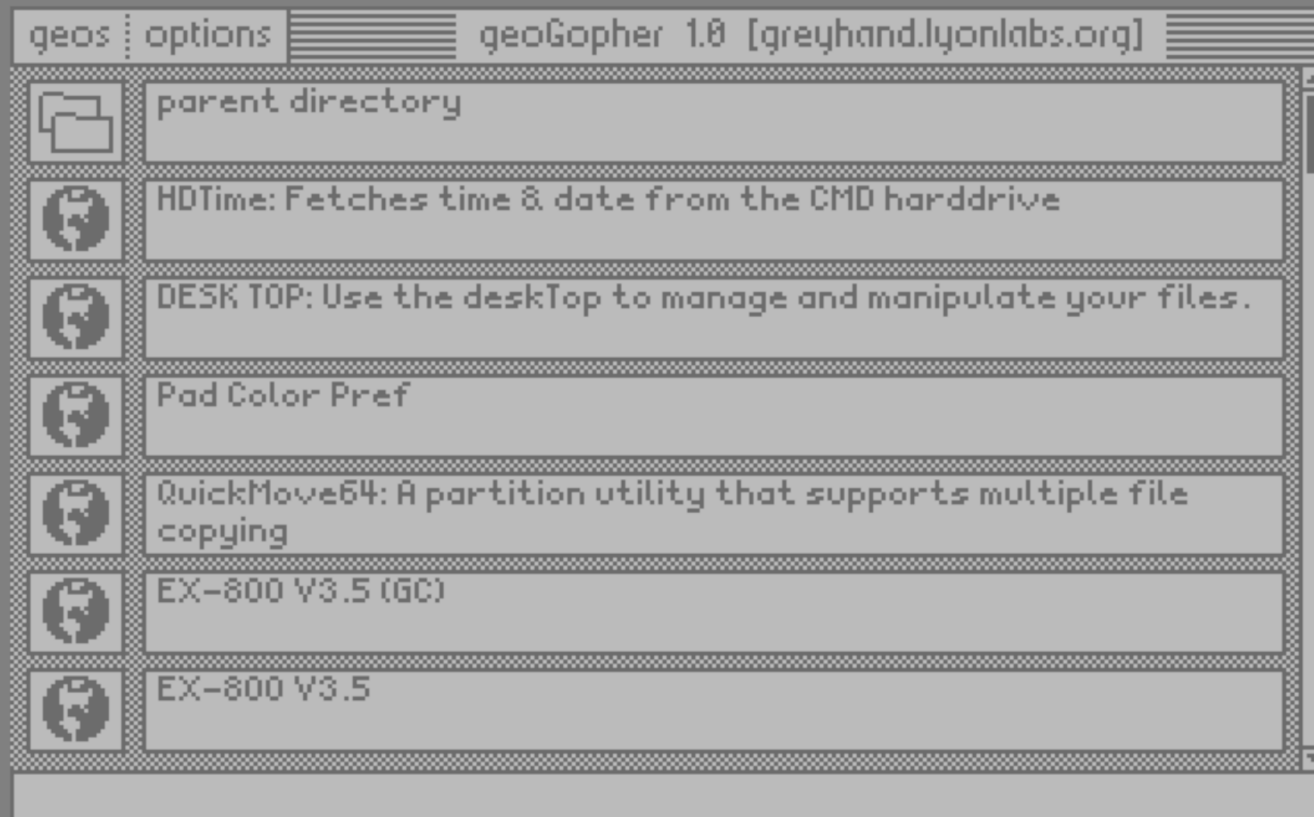 geos options geoGopher 1.0 [greyhand.lyonlabs.org]
parent directory
HDTime: Fetches time & date from the CMD harddrive
DESK TOP: Use the deskTop to manage and manipulate your files.
Pad Color Pref
QuickMove64: A partition utility that supports multiple file
copying
EX-800 V3.5 (GC)
EX-800 V3.5